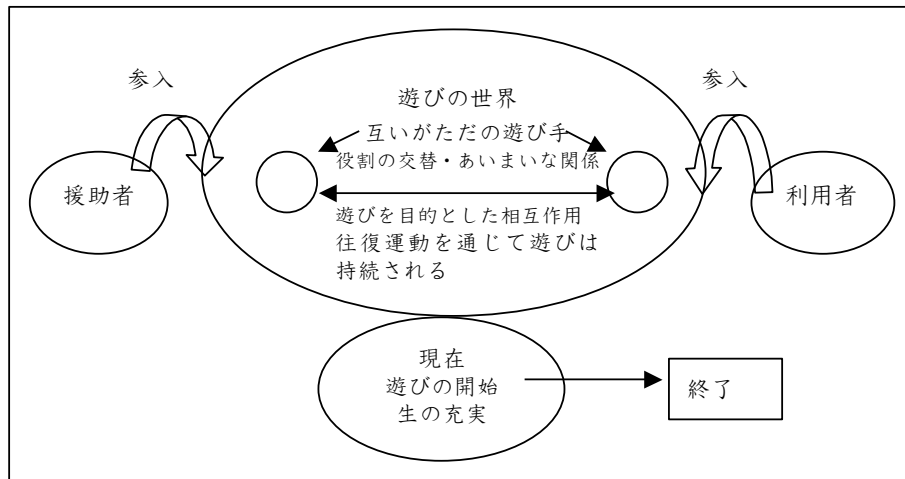 参入
参入
遊びの世界
互いがただの遊び手
役割の交替・あいまいな関係
援助者
利用者
遊びを目的とした相互作用
往復運動を通じて遊びは
持続される
現在
遊びの開始
生の充実
終了